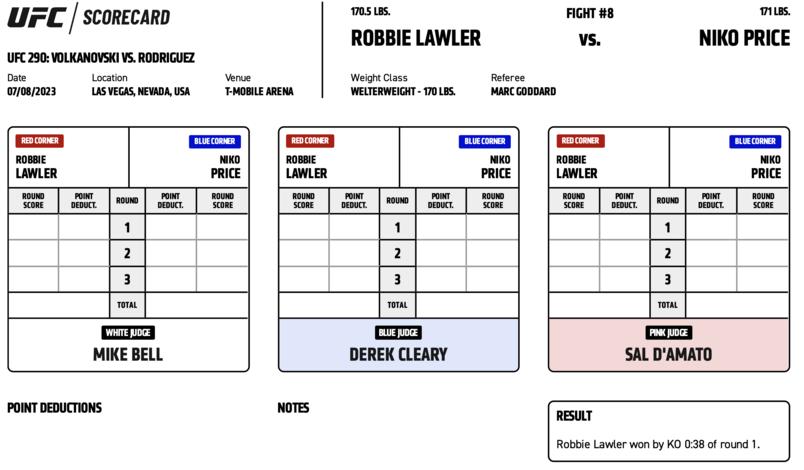 UFC / SCORECARD
UFC 290: VOLKANOVSKI VS. RODRIGUEZ
Date Location Venue
07/08/2023 LAS VEGAS, NEVADA, USA T-MOBILE ARENA
170.5 LBS. FIGHT #8 171 LBS.
ROBBIE LAWLER VS. NIKO PRICE
Weight Class Referee
WELTERWEIGHT - 170 LBS. MARC GODDARD
RED CORNER BLUE CORNER
ROBBIE NIKO
LAWLER PRICE
ROUND POINT ROUND POINT ROUND
SCORE DEDUCT. DEDUCT. SCORE
1
2
3
TOTAL
WHITE JUDGE
MIKE BELL
RED CORNER BLUE CORNER
ROBBIE NIKO
LAWLER PRICE
ROUND POINT ROUND POINT ROUND
SCORE DEDUCT. DEDUCT. SCORE
1
2
3
TOTAL
BLUE JUDGE
DEREK CLEARY
RED CORNER BLUE CORNER
ROBBIE NIKO
LAWLER PRICE
ROUND POINT ROUND POINT ROUND
SCORE DEDUCT. DEDUCT. SCORE
1
2
3
TOTAL
PINK JUDGE
SAL D'AMATO
POINT DEDUCTIONS
NOTES
RESULT
Robbie Lawler won by KO 0:38 of round 1.